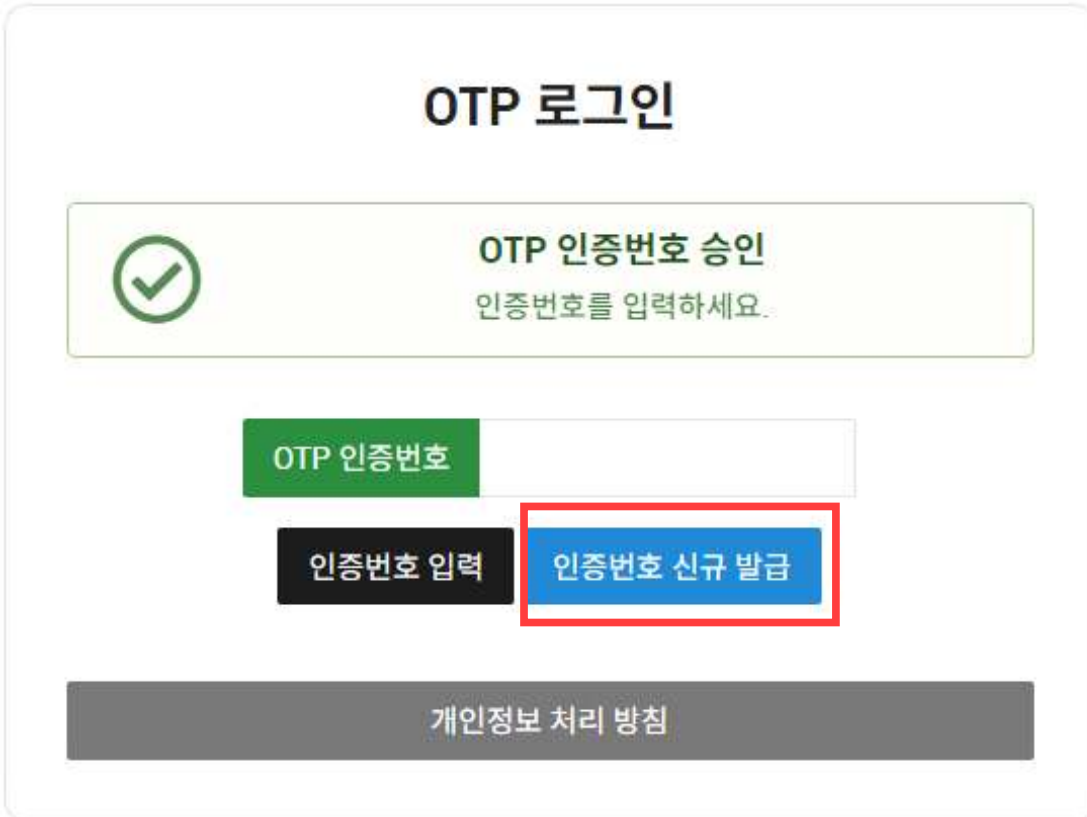 OTP 로그인
OTP 인증번호 승인
인증번호를 입력하세요.
OTP 인증번호
인증번호 입력 인증번호 신규 발급
개인정보 처리 방침